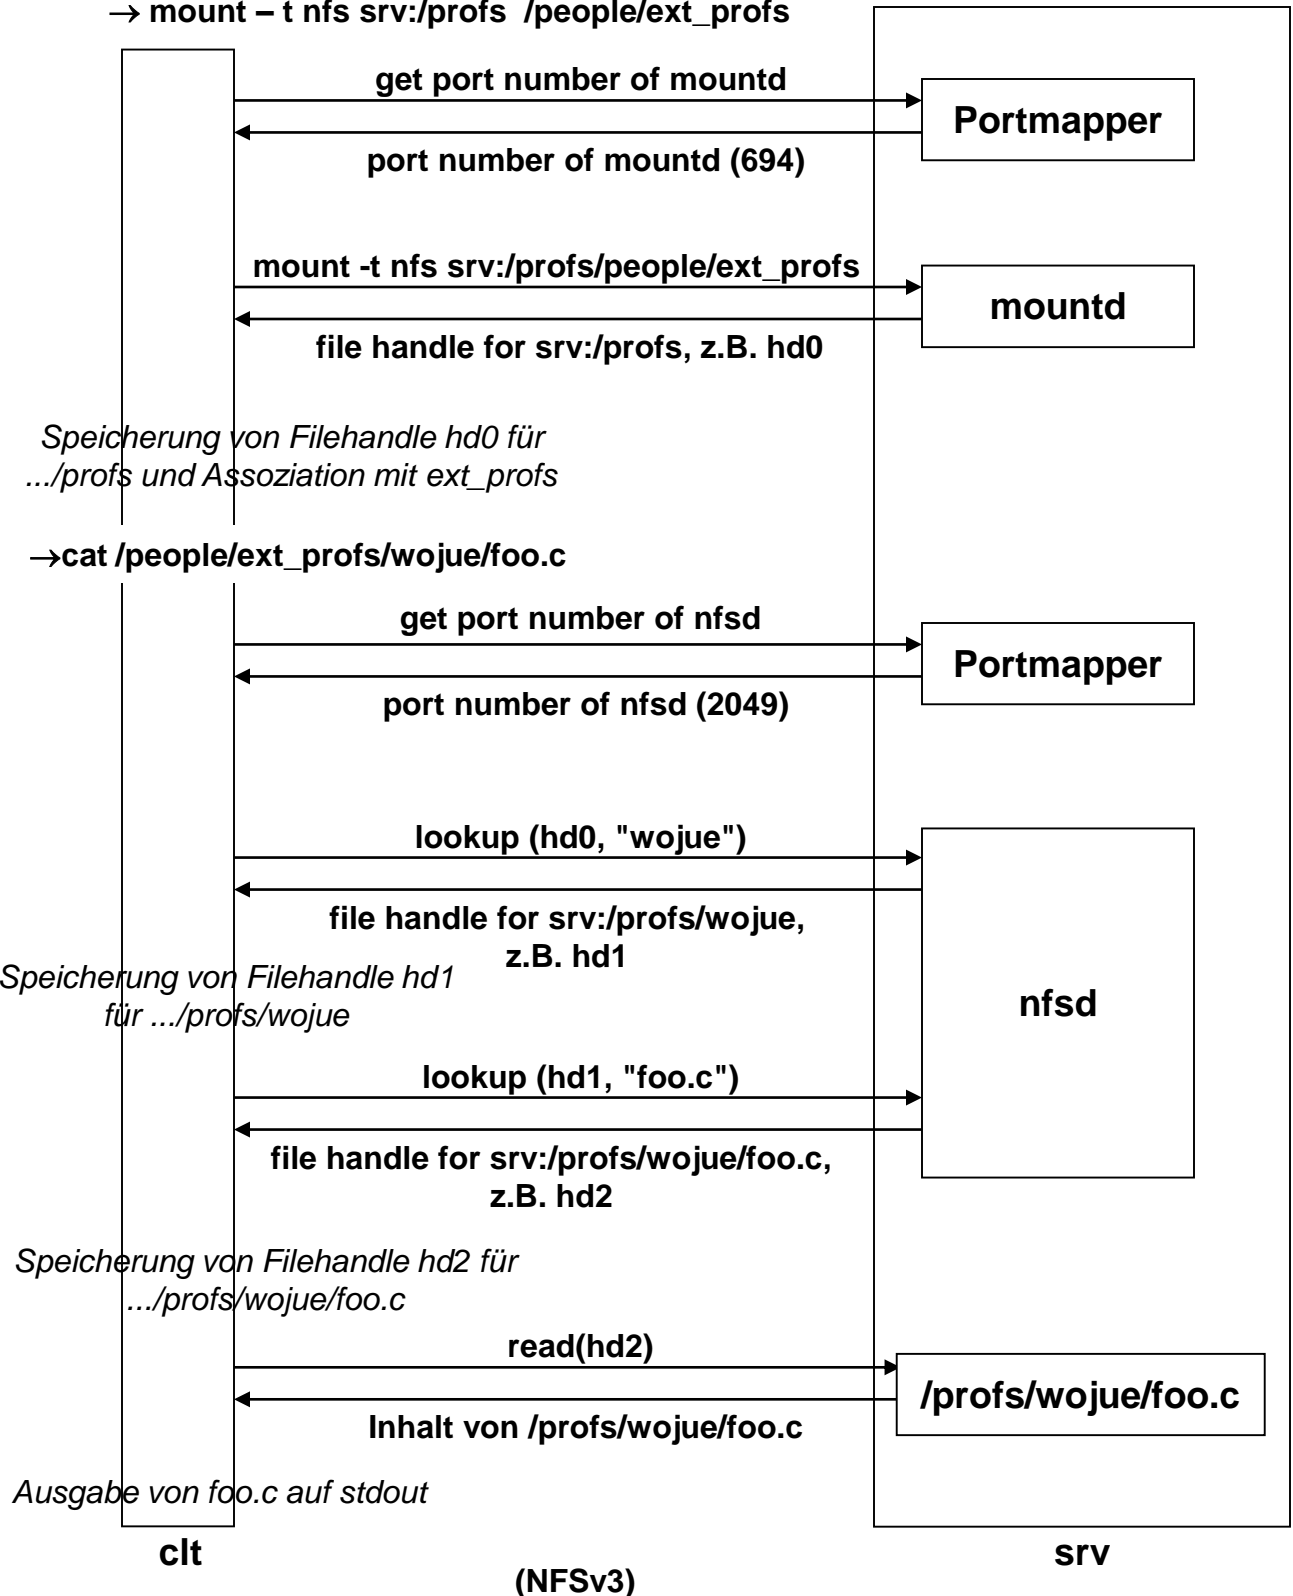 → mount – t nfs srv:/profs /people/ext_profs
get port number of mountd
Portmapper
port number of mountd (694)
mount -t nfs srv:/profs/people/ext_profs
mountd
file handle for srv:/profs, z.B. hd0
Speicherung von Filehandle hd0 für
.../profs und Assoziation mit ext_profs
→cat /people/ext_profs/wojue/foo.c
get port number of nfsd
Portmapper
port number of nfsd (2049)
lookup (hd0, "wojue")
file handle for srv:/profs/wojue,
z.B. hd1
Speicherung von Filehandle hd1
für .../profs/wojue
nfsd
lookup (hd1, "foo.c")
file handle for srv:/profs/wojue/foo.c,
z.B. hd2
Speicherung von Filehandle hd2 für
.../profs/wojue/foo.c
read(hd2)
/profs/wojue/foo.c
Inhalt von /profs/wojue/foo.c
Ausgabe von foo.c auf stdout
clt
srv
(NFSv3)